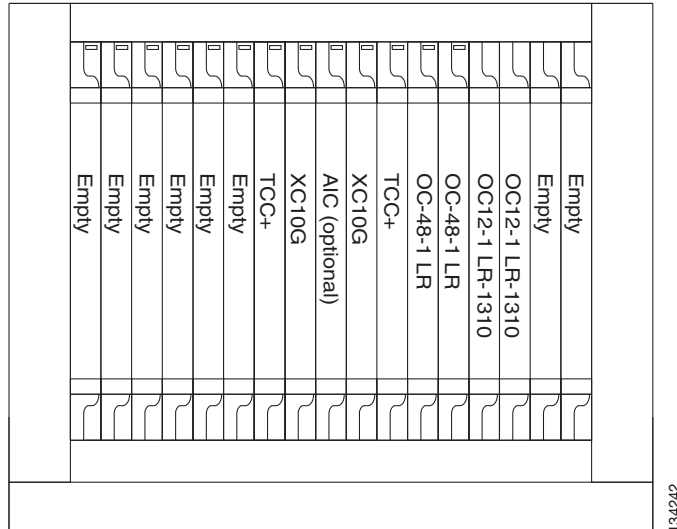 Empty
Empty
Empty
Empty
Empty
Empty
TCC+
XC10G
AIC (optional)
XC10G
TCC+
OC-48-1 LR
OC-48-1 LR
OC12-1 LR-1310
OC12-1 LR-1310
Empty
Empty